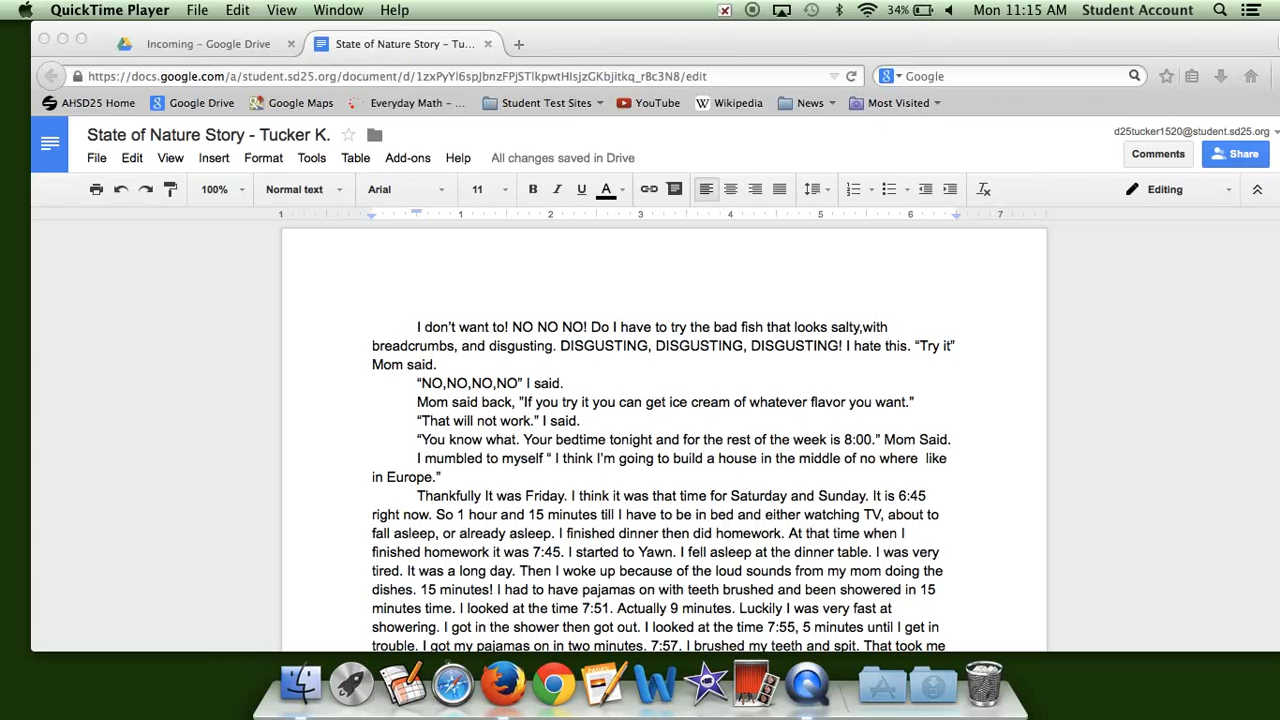 QuickTime Player File Edit View Window Help 34% Mon 11:15 AM Student Account
Incoming – Google Drive × State of Nature Story - Tu... ×
https://docs.google.com/a/student.sd25.org/document/d/1zxPyYl6spJbnzFPjSTlkpwtHIsjzGKbjitkq_rBc3N8/edit Google
AHSD25 Home Google Drive Google Maps Everyday Math – ... Student Test Sites YouTube Wikipedia News Most Visited
State of Nature Story - Tucker K. d25tucker1520@student.sd25.org
File Edit View Insert Format Tools Table Add-ons Help All changes saved in Drive Comments Share
100% Normal text Arial 11 B I U A Editing
1 1 2 3 4 5 6 7
I don't want to! NO NO NO! Do I have to try the bad fish that looks salty,with
breadcrumbs, and disgusting. DISGUSTING, DISGUSTING, DISGUSTING! I hate this. “Try it”
Mom said.
“NO,NO,NO,NO” I said.
Mom said back, ”If you try it you can get ice cream of whatever flavor you want.”
“That will not work.” I said.
“You know what. Your bedtime tonight and for the rest of the week is 8:00.” Mom Said.
I mumbled to myself “ I think I'm going to build a house in the middle of no where like
in Europe.”
Thankfully It was Friday. I think it was that time for Saturday and Sunday. It is 6:45
right now. So 1 hour and 15 minutes till I have to be in bed and either watching TV, about to
fall asleep, or already asleep. I finished dinner then did homework. At that time when I
finished homework it was 7:45. I started to Yawn. I fell asleep at the dinner table. I was very
tired. It was a long day. Then I woke up because of the loud sounds from my mom doing the
dishes. 15 minutes! I had to have pajamas on with teeth brushed and been showered in 15
minutes time. I looked at the time 7:51. Actually 9 minutes. Luckily I was very fast at
showering. I got in the shower then got out. I looked at the time 7:55, 5 minutes until I get in
trouble. I got my pajamas on in two minutes. 7:57. I brushed my teeth and spit. That took me